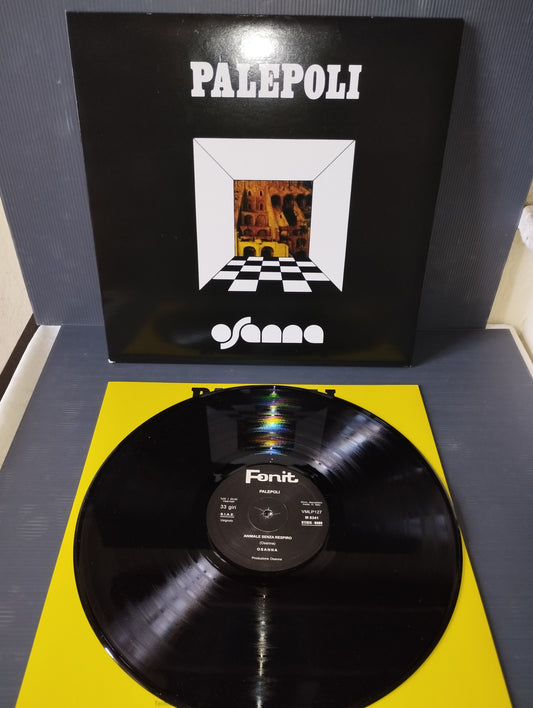 PALEPOLI
osanna
Fonit
PALEPOLI
33 giri
S.I.A.E.
VMLP127
ANIMALE SENZA RESPIRO
(Osanna)
OSANNA
Produzione Osanna